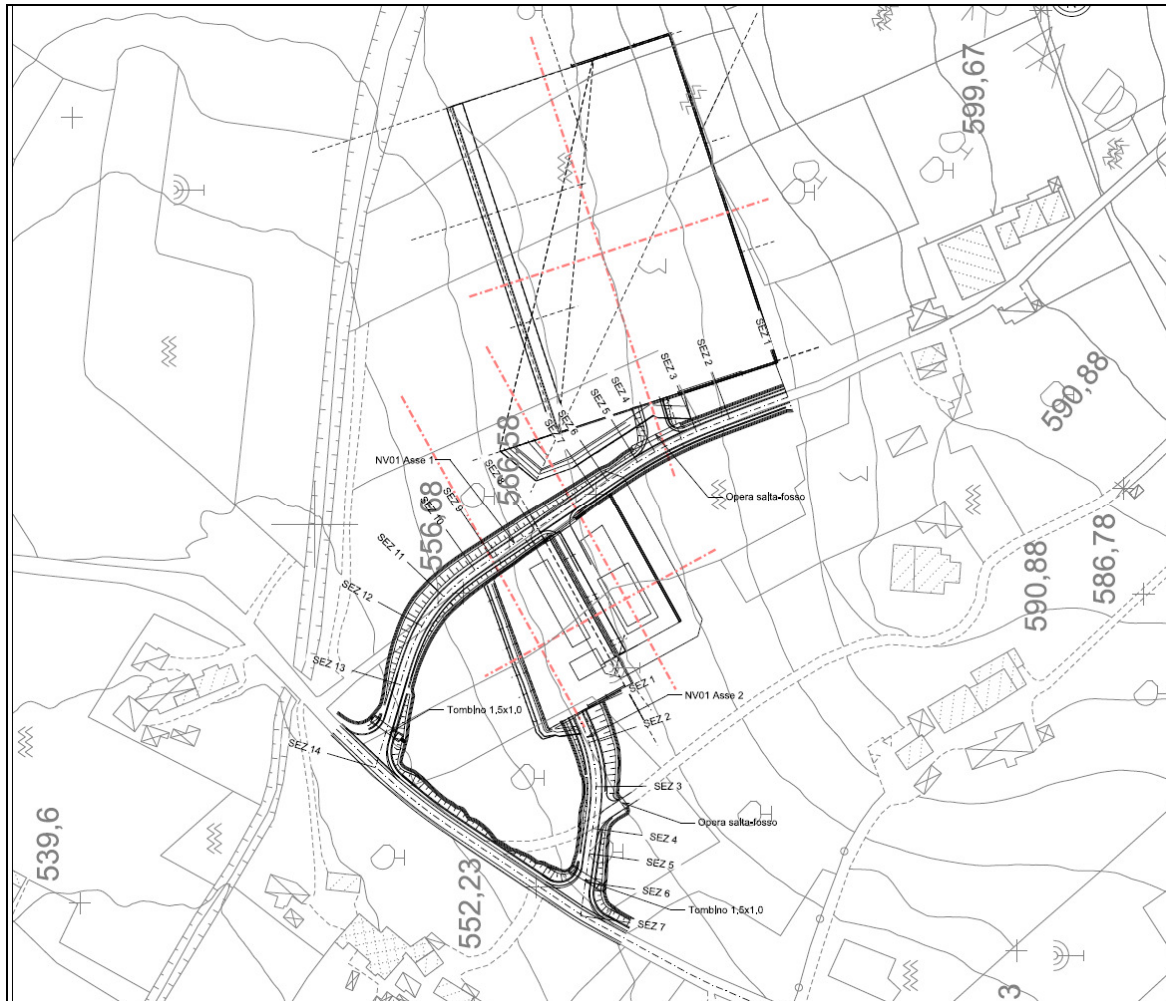 599,67
SEZ 1
SEZ 2
SEZ 3
SEZ 4
SEZ 5
SEZ 6
SEZ 7
SEZ 8
SEZ 9
SEZ 10
SEZ 11
SEZ 12
SEZ 13
SEZ 14
NV01 Asse 1
566,58
556,98
Opera salta-fosso
590,88
590,88
586,78
Tombino 1,5x1,0
SEZ 1
NV01 Asse 2
SEZ 2
SEZ 3
Opera salta-fosso
SEZ 4
SEZ 5
SEZ 6
Tombino 1,5x1,0
SEZ 7
539,6
552,23
3